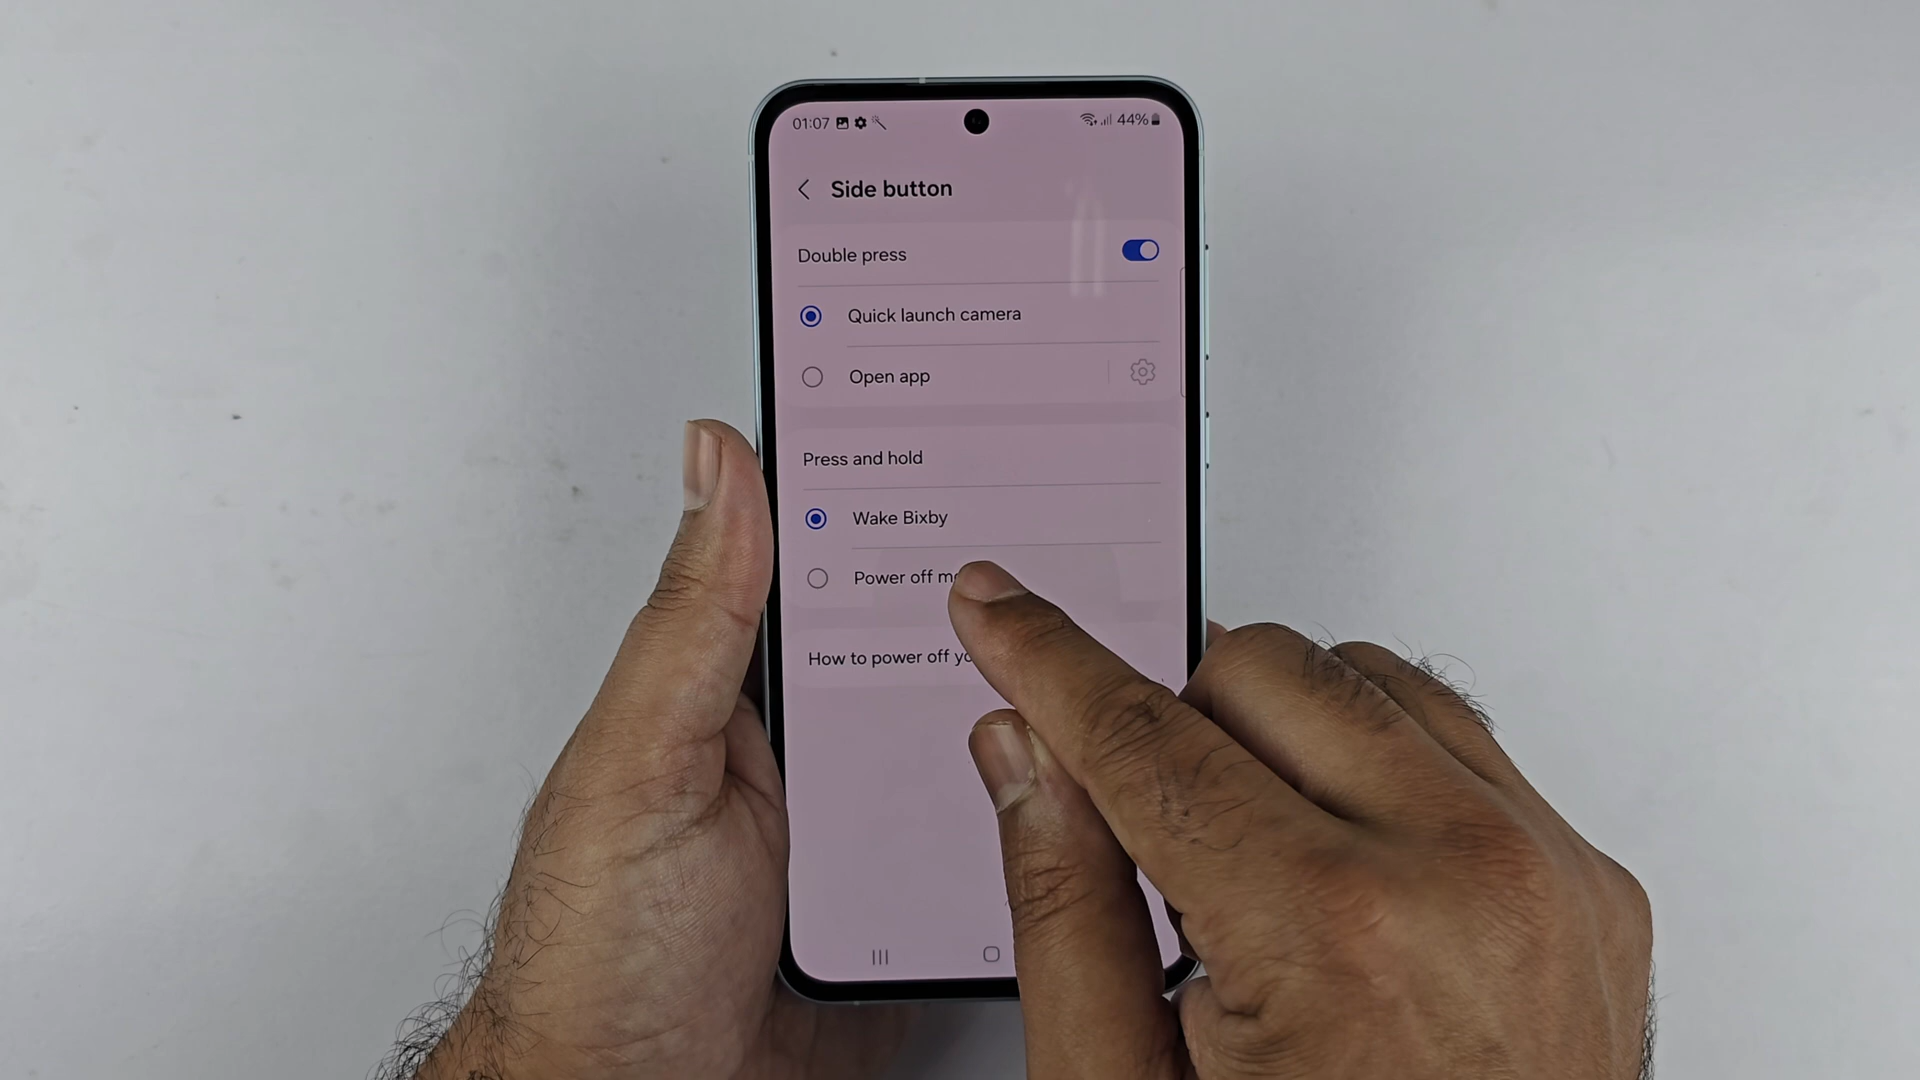 01:07
44%
Side button
Double press
Quick launch camera
Open app
Press and hold
Wake Bixby
Power off
How to power off